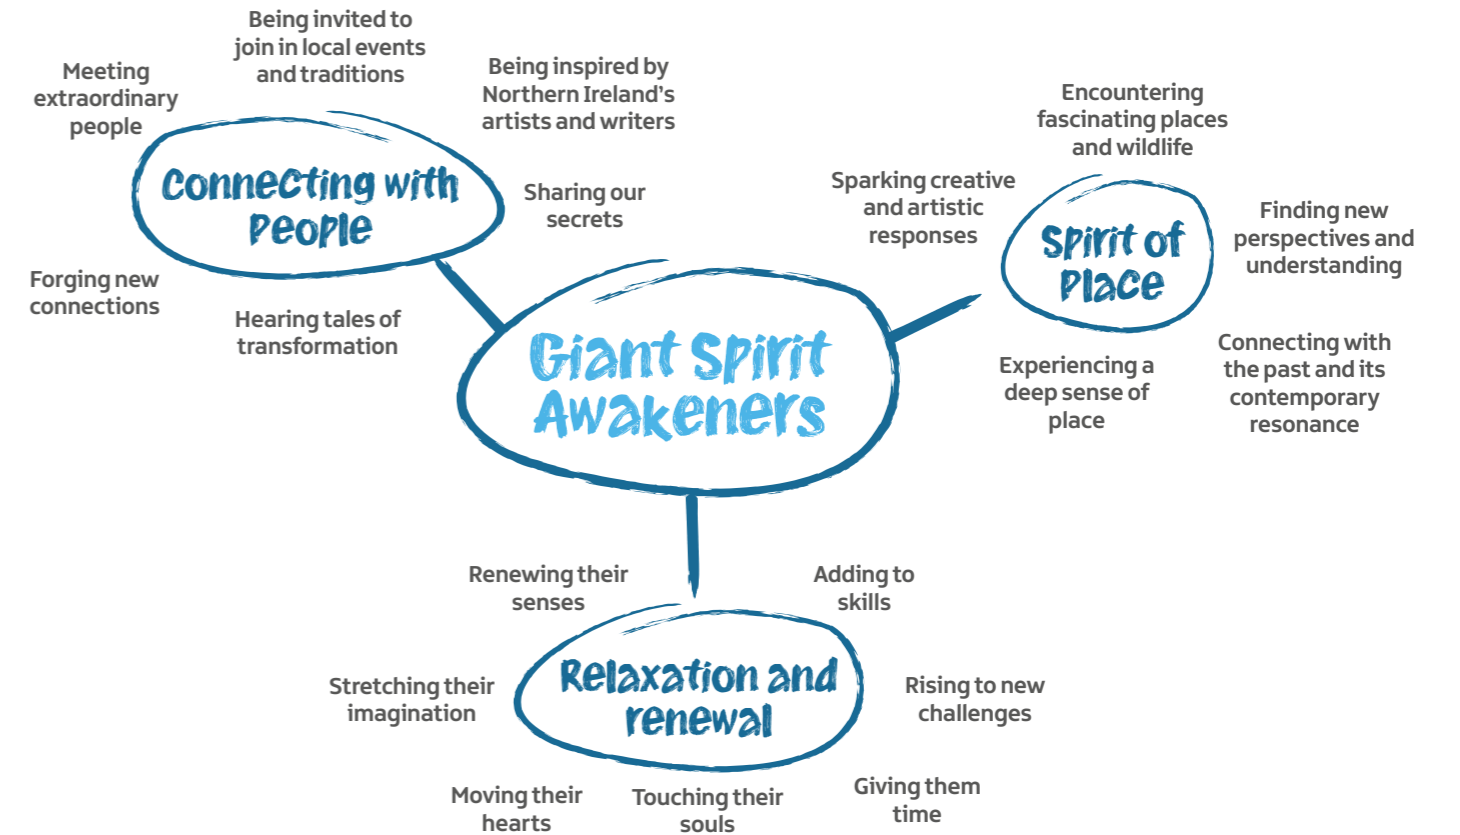 Being invited to
join in local events
and traditions
Meeting
extraordinary
people
Being inspired by
Northern Ireland's
artists and writers
Connecting with
People
Sharing our
secrets
Forging new
connections
Hearing tales of
transformation
Encountering
fascinating places
and wildlife
Sparking creative
and artistic
responses
Spirit of
Place
Finding new
perspectives and
understanding
Experiencing a
deep sense of
place
Connecting with
the past and its
contemporary
resonance
Giant Spirit
Awakeners
Renewing their
senses
Adding to
skills
Relaxation and
renewal
Stretching their
imagination
Rising to new
challenges
Moving their
hearts
Touching their
souls
Giving them
time